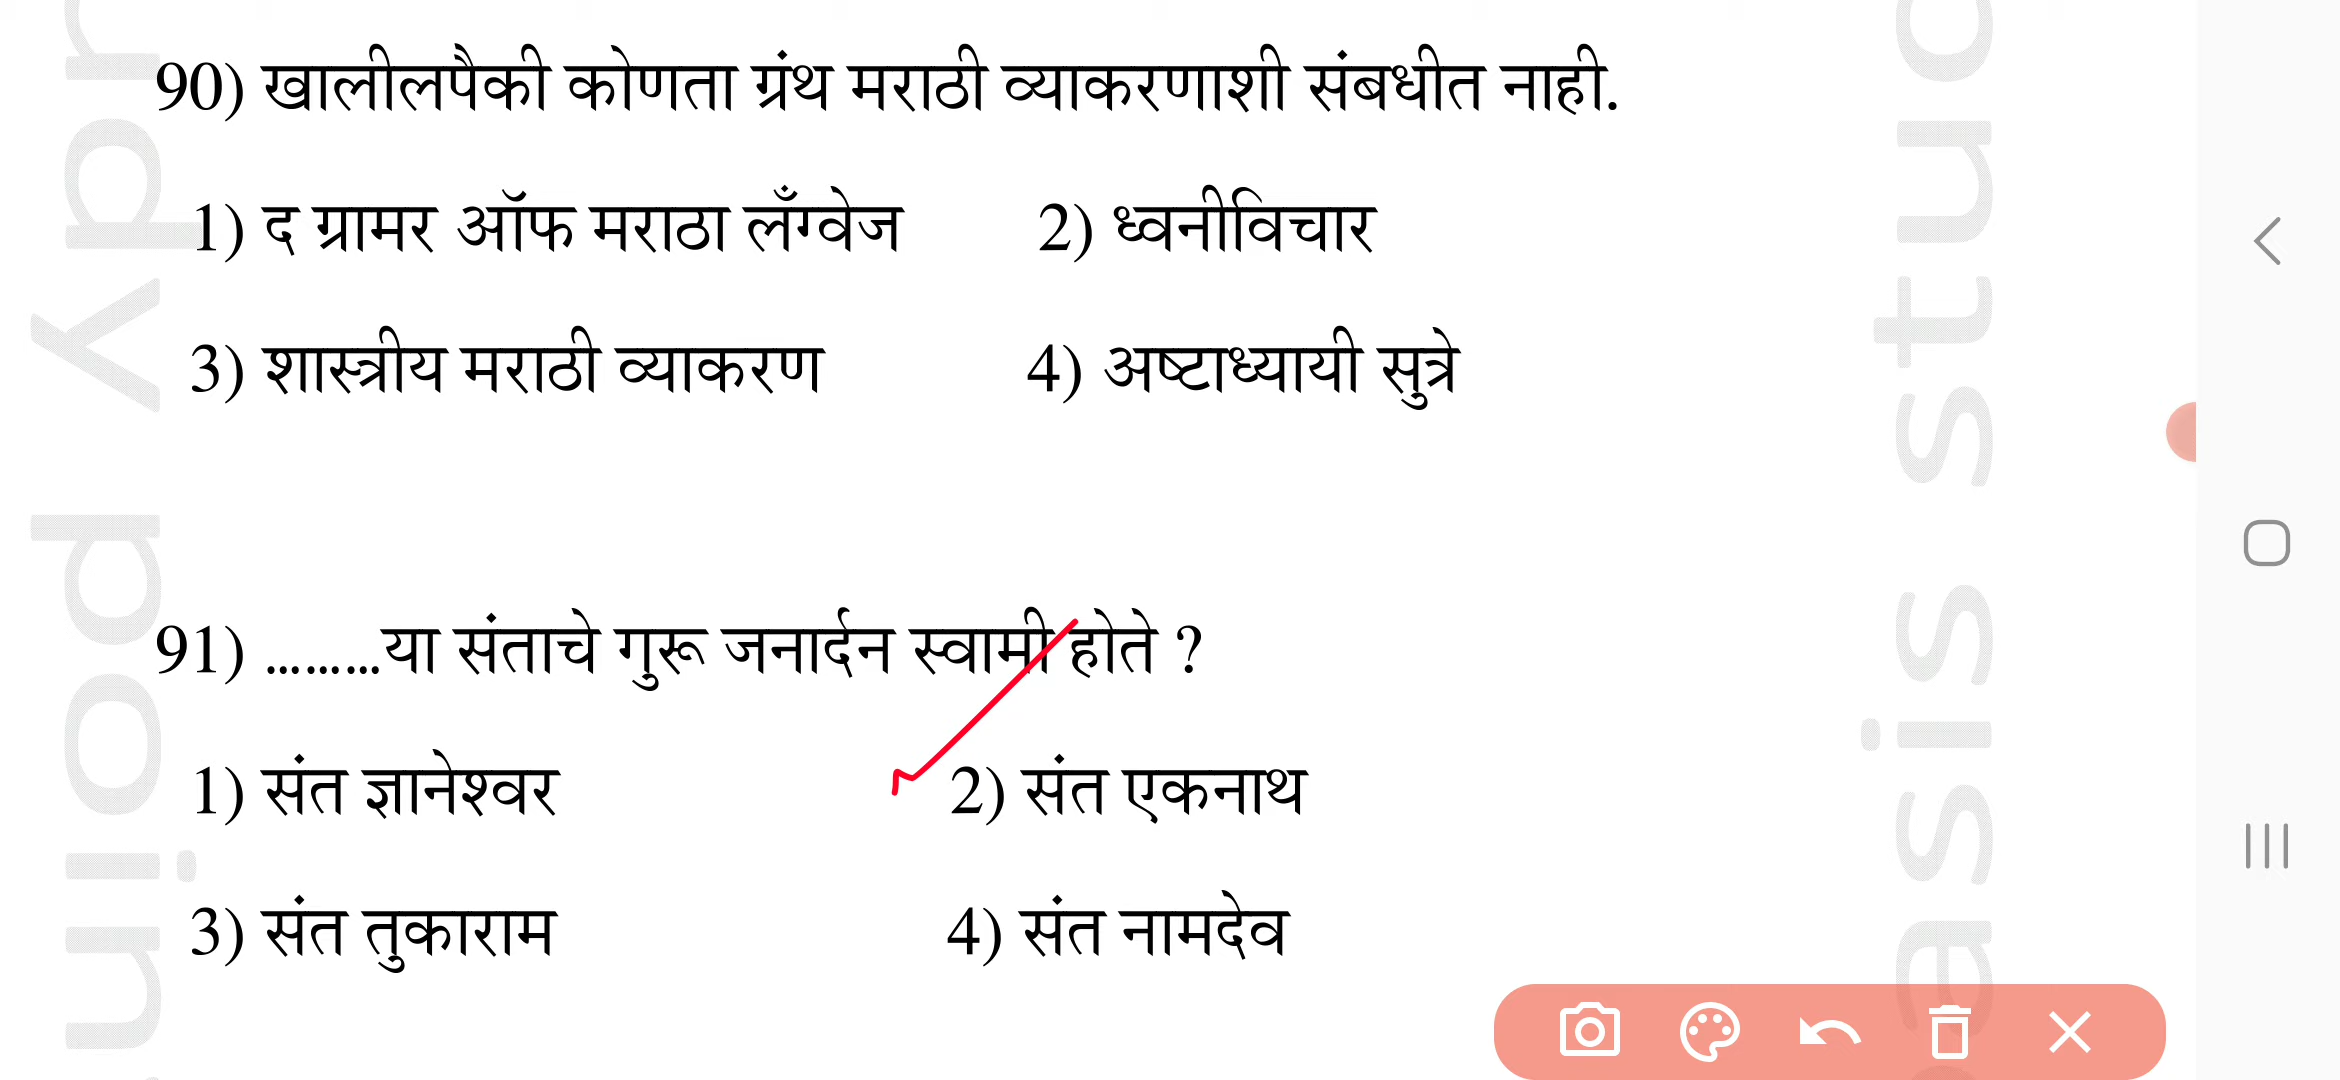 90) खालीलपैकी कोणता ग्रंथ मराठी व्याकरणाशी संबधीत नाही.
1) द ग्रामर ऑफ मराठा लँग्वेज 2) ध्वनीविचार
3) शास्त्रीय मराठी व्याकरण 4) अष्टाध्यायी सुत्रे
91) .........या संताचे गुरू जनार्दन स्वामी होते ?
1) संत ज्ञानेश्वर 2) संत एकनाथ
3) संत तुकाराम 4) संत नामदेव